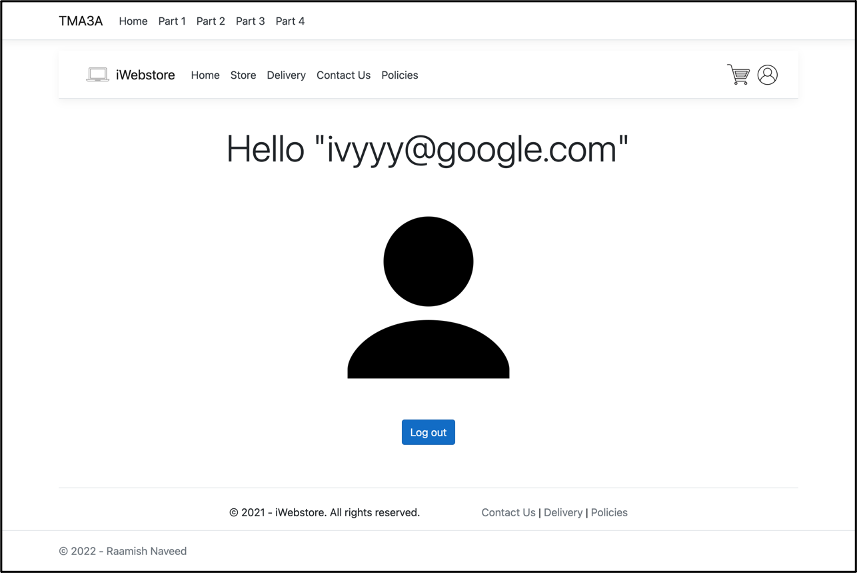 TMA3A Home Part 1 Part 2 Part 3 Part 4
iWebstore Home Store Delivery Contact Us Policies
Hello "ivyyy@google.com"
Log out
© 2021 - iWebstore. All rights reserved. Contact Us | Delivery | Policies
© 2022 - Raamish Naveed